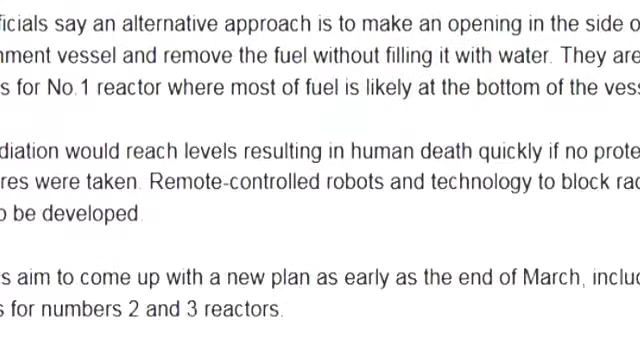 ficials say an alternative approach is to make an opening in the side o
nment vessel and remove the fuel without filling it with water. They are
s for No.1 reactor where most of fuel is likely at the bottom of the vess
diation would reach levels resulting in human death quickly if no prote
res were taken. Remote-controlled robots and technology to block rad
o be developed.
s aim to come up with a new plan as early as the end of March, includ
s for numbers 2 and 3 reactors.